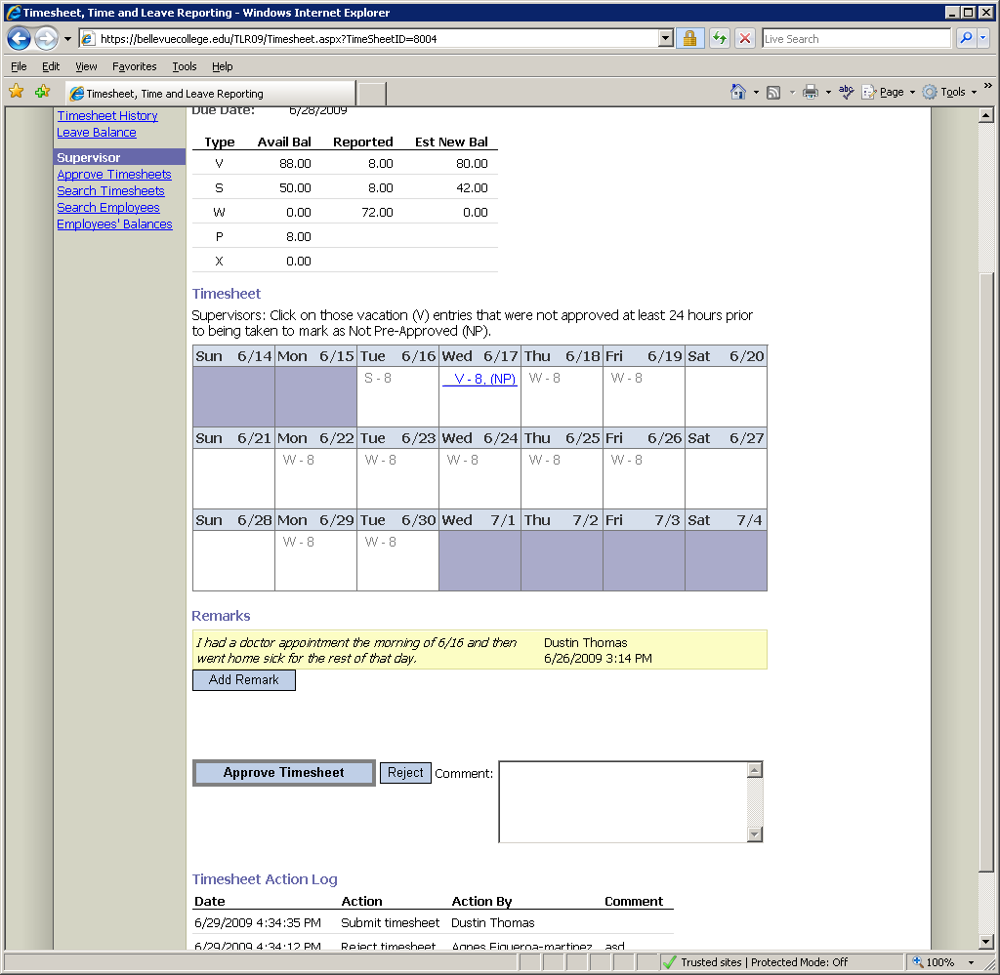 Timesheet, Time and Leave Reporting - Windows Internet Explorer
https://bellevuecollege.edu/TLR09/Timesheet.aspx?TimeSheetID=8004
Live Search
File Edit View Favorites Tools Help
Timesheet, Time and Leave Reporting
Page Tools
Timesheet History
Leave Balance
Supervisor
Approve Timesheets
Search Timesheets
Search Employees
Employees' Balances
Due Date: 6/28/2009
Type Avail Bal Reported Est New Bal
V 88.00 8.00 80.00
S 50.00 8.00 42.00
W 0.00 72.00 0.00
P 8.00
X 0.00
Timesheet
Supervisors: Click on those vacation (V) entries that were not approved at least 24 hours prior
to being taken to mark as Not Pre-Approved (NP).
Sun 6/14 Mon 6/15 Tue 6/16 Wed 6/17 Thu 6/18 Fri 6/19 Sat 6/20
S - 8 V - 8, (NP) W - 8 W - 8
Sun 6/21 Mon 6/22 Tue 6/23 Wed 6/24 Thu 6/25 Fri 6/26 Sat 6/27
W - 8 W - 8 W - 8 W - 8 W - 8
Sun 6/28 Mon 6/29 Tue 6/30 Wed 7/1 Thu 7/2 Fri 7/3 Sat 7/4
W - 8 W - 8
Remarks
I had a doctor appointment the morning of 6/16 and then Dustin Thomas
went home sick for the rest of that day. 6/26/2009 3:14 PM
Add Remark
Approve Timesheet Reject Comment:
Timesheet Action Log
Date Action Action By Comment
6/29/2009 4:34:35 PM Submit timesheet Dustin Thomas
6/29/2009 4:34:12 PM Reject timesheet Agnes Figueroa-martinez asd
Trusted sites | Protected Mode: Off 100%